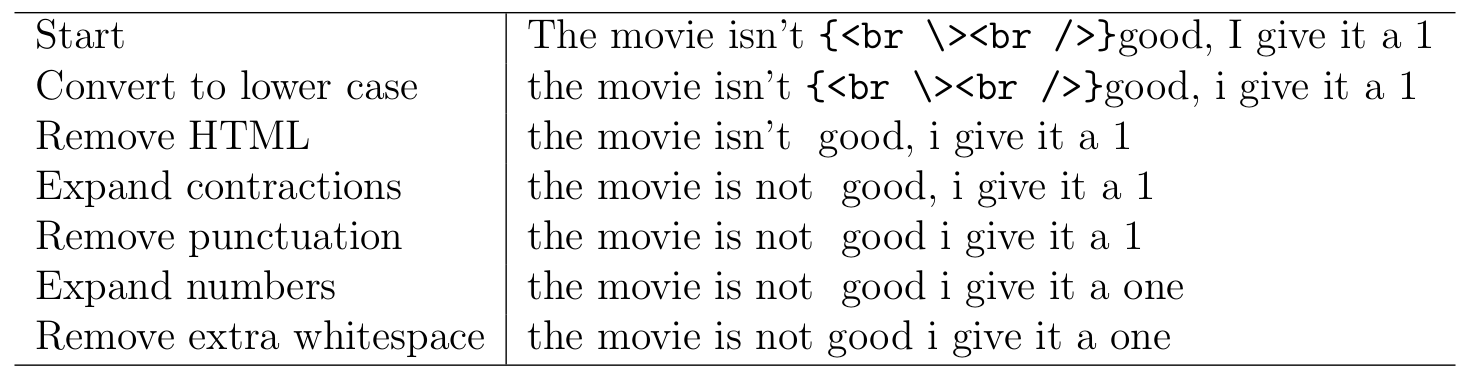 Start The movie isn't {<br \><br />}good, I give it a 1
Convert to lower case the movie isn't {<br \><br />}good, i give it a 1
Remove HTML the movie isn't  good, i give it a 1
Expand contractions the movie is not  good, i give it a 1
Remove punctuation the movie is not  good i give it a 1
Expand numbers the movie is not  good i give it a one
Remove extra whitespace the movie is not good i give it a one